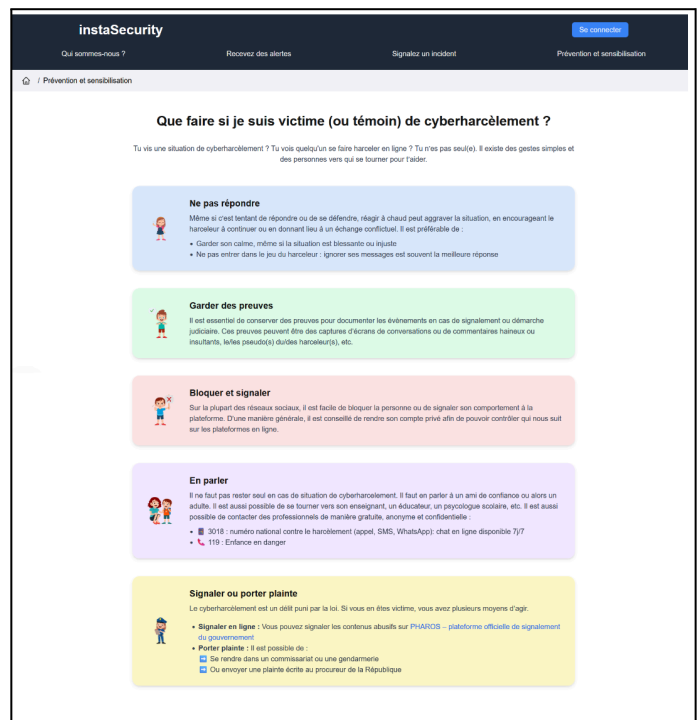 instaSecurity
Se connecter
Qui sommes-nous ?
Recevez des alertes
Signalez un incident
Prévention et sensibilisation
/ Prévention et sensibilisation
Que faire si je suis victime (ou témoin) de cyberharcèlement ?
Tu vis une situation de cyberharcèlement ? Tu vois quelqu'un se faire harceler en ligne ? Tu n'es pas seul(e). Il existe des gestes simples et
des personnes vers qui se tourner pour t'aider.
Ne pas répondre
Même si c'est tentant de répondre ou de se défendre, réagir à chaud peut aggraver la situation, en encourageant le
harceleur à continuer ou en donnant lieu à un échange conflictuel. Il est préférable de :
• Garder son calme, même si la situation est blessante ou injuste
• Ne pas entrer dans le jeu du harceleur : ignorer ses messages est souvent la meilleure réponse
Garder des preuves
Il est essentiel de conserver des preuves pour documenter les évènements en cas de signalement ou démarche
judiciaire. Ces preuves peuvent être des captures d'écrans de conversations ou de commentaires haineux ou
insultants, le/les pseudo(s) du/des harceleur(s), etc.
Bloquer et signaler
Sur la plupart des réseaux sociaux, il est facile de bloquer la personne ou de signaler son comportement à la
plateforme. D'une manière générale, il est conseillé de rendre son compte privé afin de pouvoir contrôler qui nous suit
sur les plateformes en ligne.
En parler
Il ne faut pas rester seul en cas de situation de cyberharcelement. Il faut en parler à un ami de confiance ou alors un
adulte. Il est aussi possible de se tourner vers son enseignant, un éducateur, un psycologue scolaire, etc. Il est aussi
possible de contacter des professionnels de manière gratuite, anonyme et confidentielle :
• 3018 : numéro national contre le harcèlement (appel, SMS, WhatsApp): chat en ligne disponible 7j/7
• 119 : Enfance en danger
Signaler ou porter plainte
Le cyberharcèlement est un délit puni par la loi. Si vous en êtes victime, vous avez plusieurs moyens d'agir.
• Signaler en ligne : Vous pouvez signaler les contenus abusifs sur PHAROS – plateforme officielle de signalement
du gouvernement
• Porter plainte : Il est possible de :
➡️ Se rendre dans un commissariat ou une gendarmerie
➡️ Ou envoyer une plainte écrite au procureur de la République